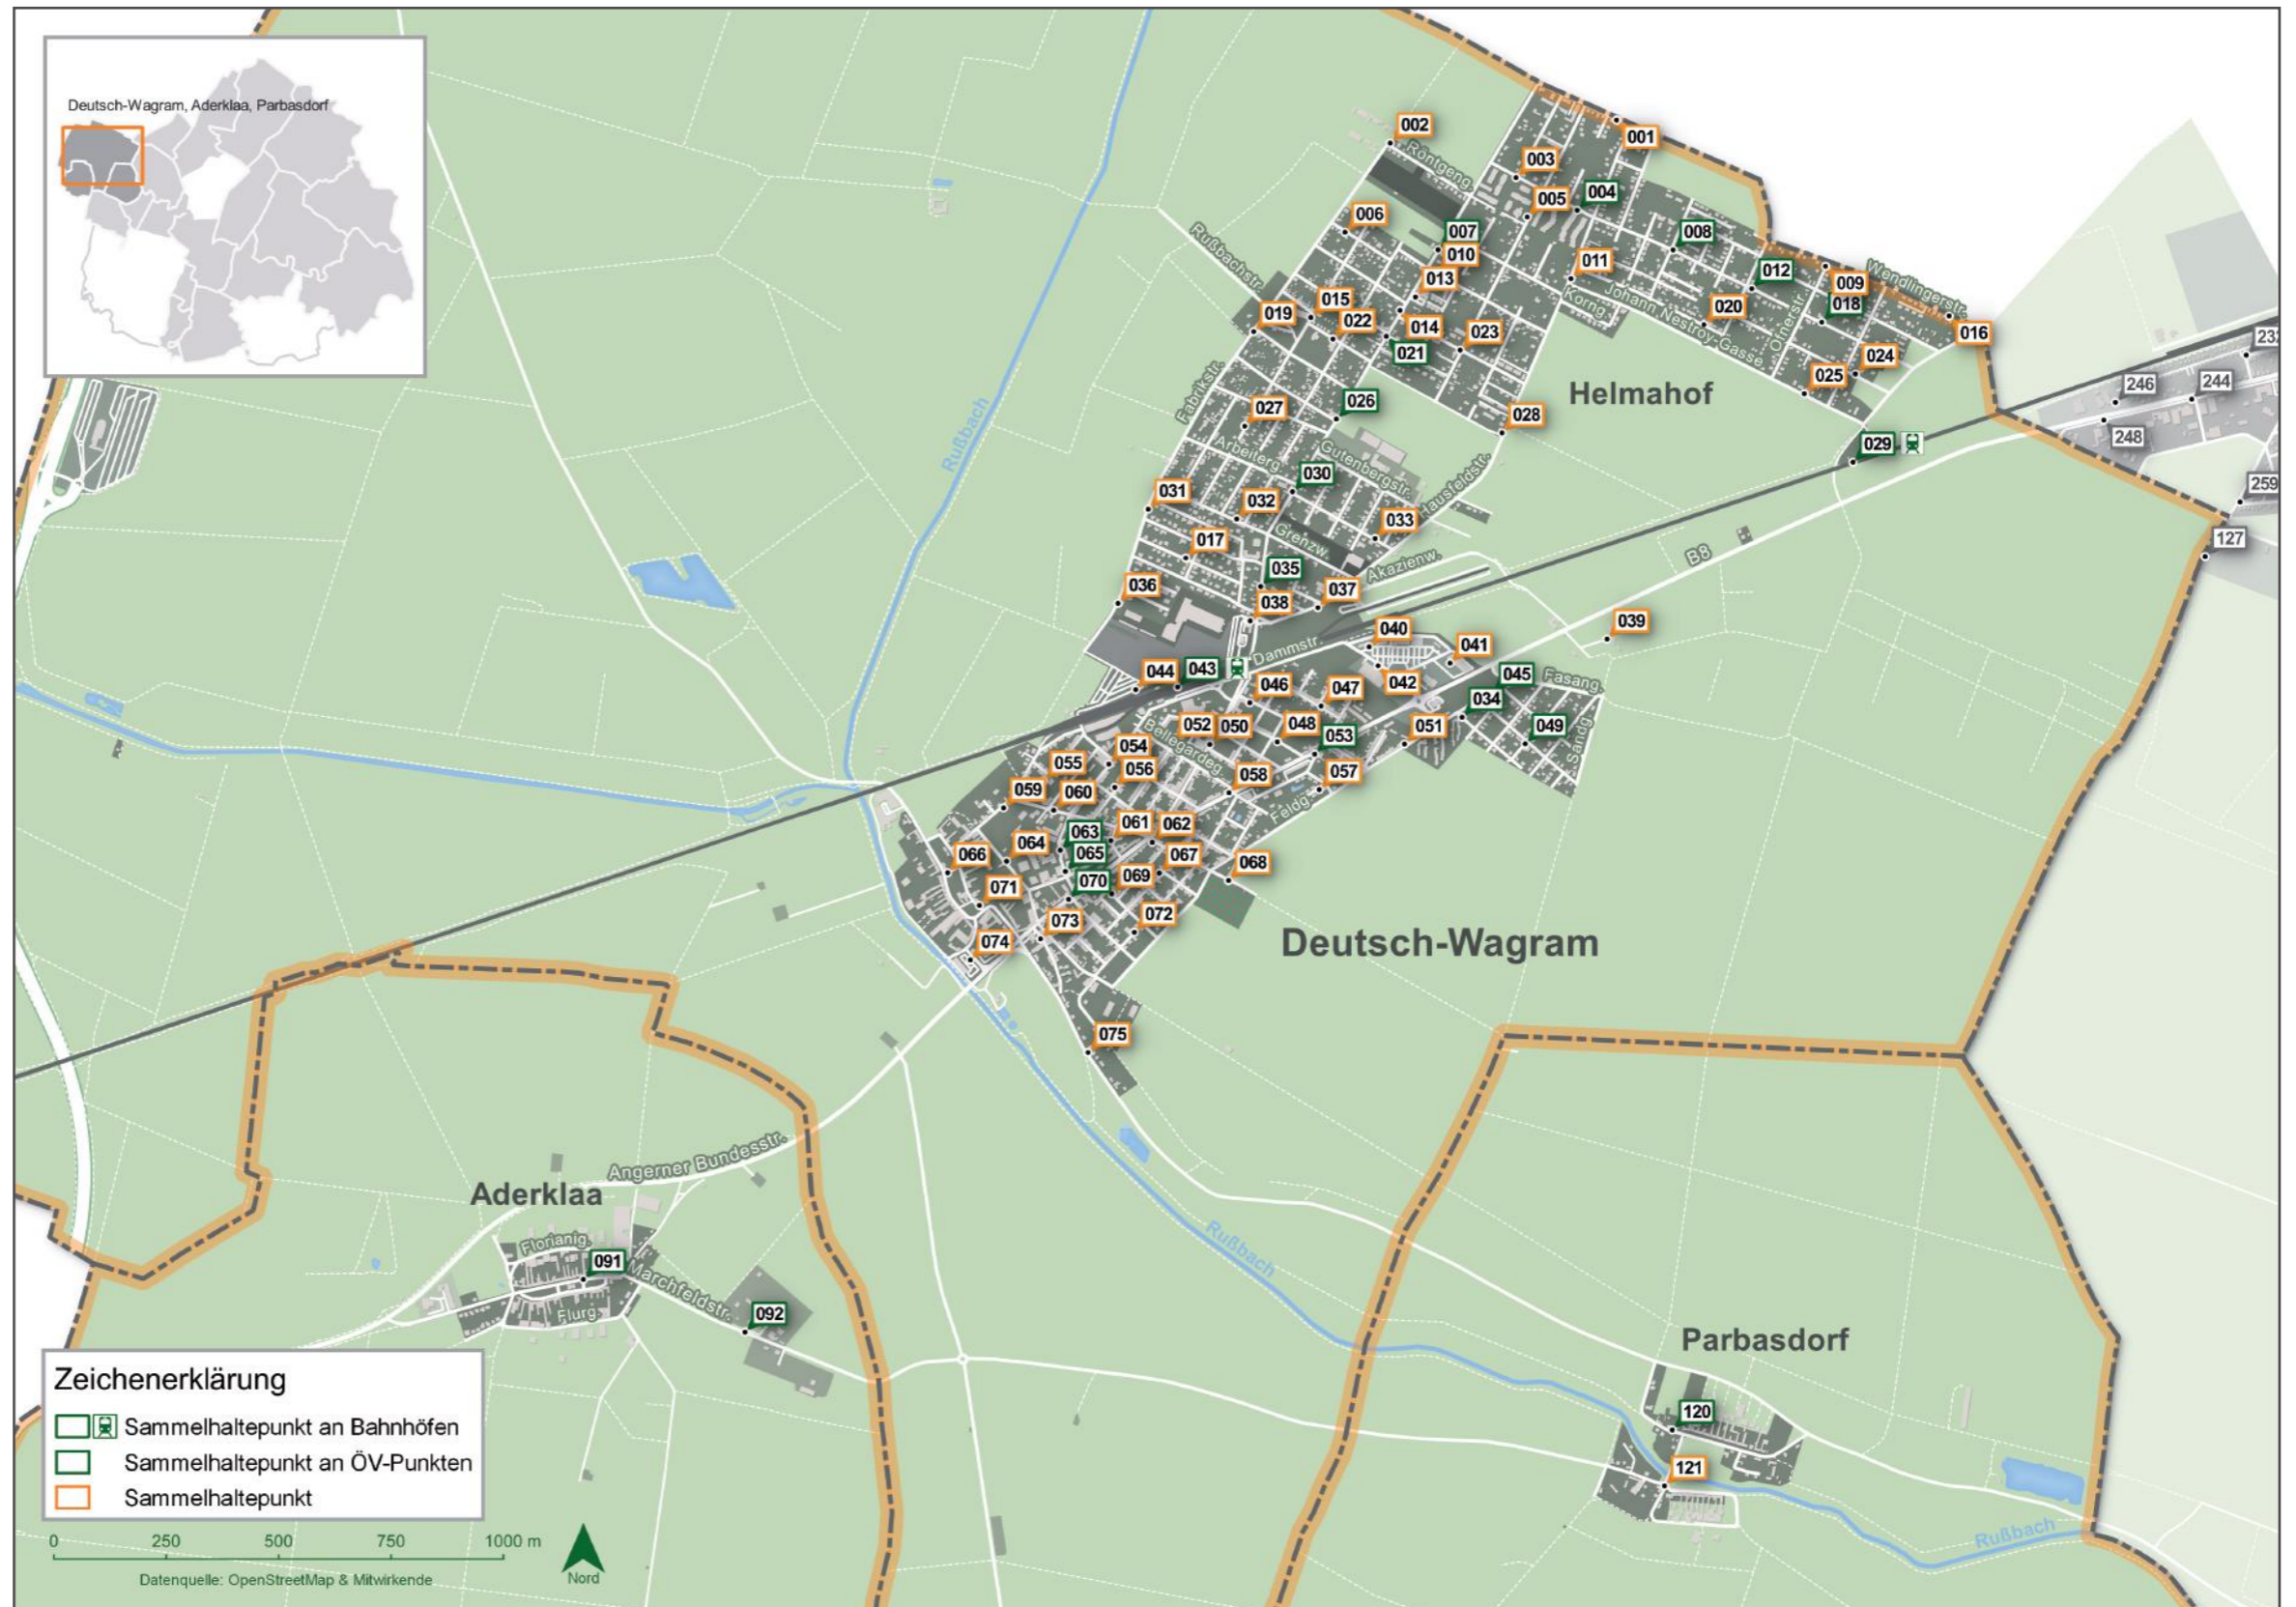 Deutsch-Wagram, Aderklaa, Parbasdorf
002
001
Röntgeng.
003
004
005
006
007
008
010
011
012
009
Wendlingerstr.
Rußbachstr.
013
Korng.
Johann Nestroy-Gasse
020
Ofnerstr.
018
015
019
022
014
023
016
021
024
025
232
Fabrikstr.
Helmahof
246
244
026
027
028
248
Rußbach
029
Arbeiterg.
Gutenbergstr.
Hausfeldstr.
030
031
032
259
033
017
Grenzw.
127
Akazienw.
B8
035
036
037
038
039
Dammstr.
040
041
044
043
042
045
Fasang.
046
047
034
052
050
048
053
051
049
Sandg.
Bellegardeg.
054
055
056
058
057
059
060
Feldg.
061
062
063
064
065
066
067
068
070
069
071
072
073
074
Deutsch-Wagram
075
Angerner Bundesstr.
Aderklaa
Florianig.
091
Marchfeldstr.
Flurg.
092
Rußbach
Parbasdorf
120
121
Rußbach
Zeichenerklärung
Sammelhaltepunkt an Bahnhöfen
Sammelhaltepunkt an ÖV-Punkten
Sammelhaltepunkt
0 250 500 750 1000 m
Datenquelle: OpenStreetMap & Mitwirkende
Nord